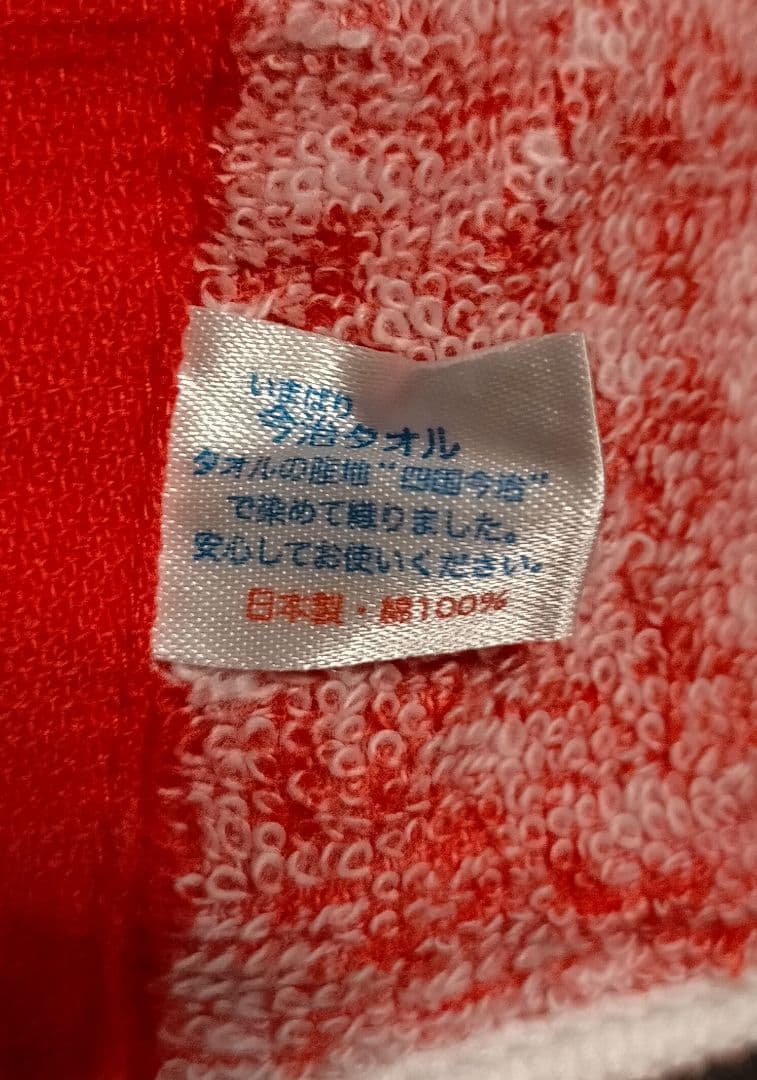 いまばり
今治タオル
タオルの産地“四国今治”
で染めて織りました。
安心してお使いください。
日本製・綿100%